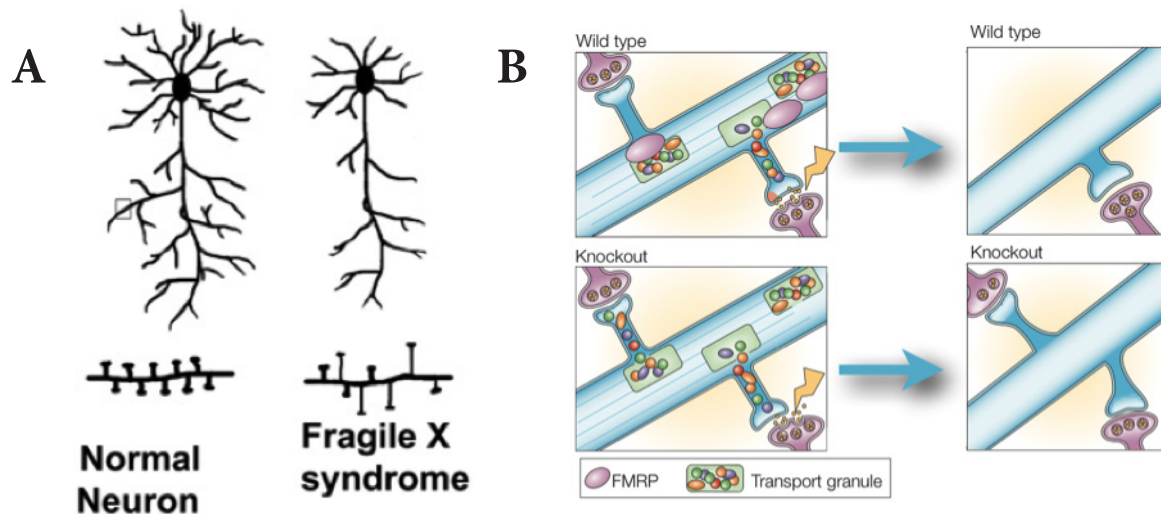 A
Normal
Neuron
Fragile X
syndrome
B
Wild type
Wild type
Knockout
Knockout
FMRP
Transport granule